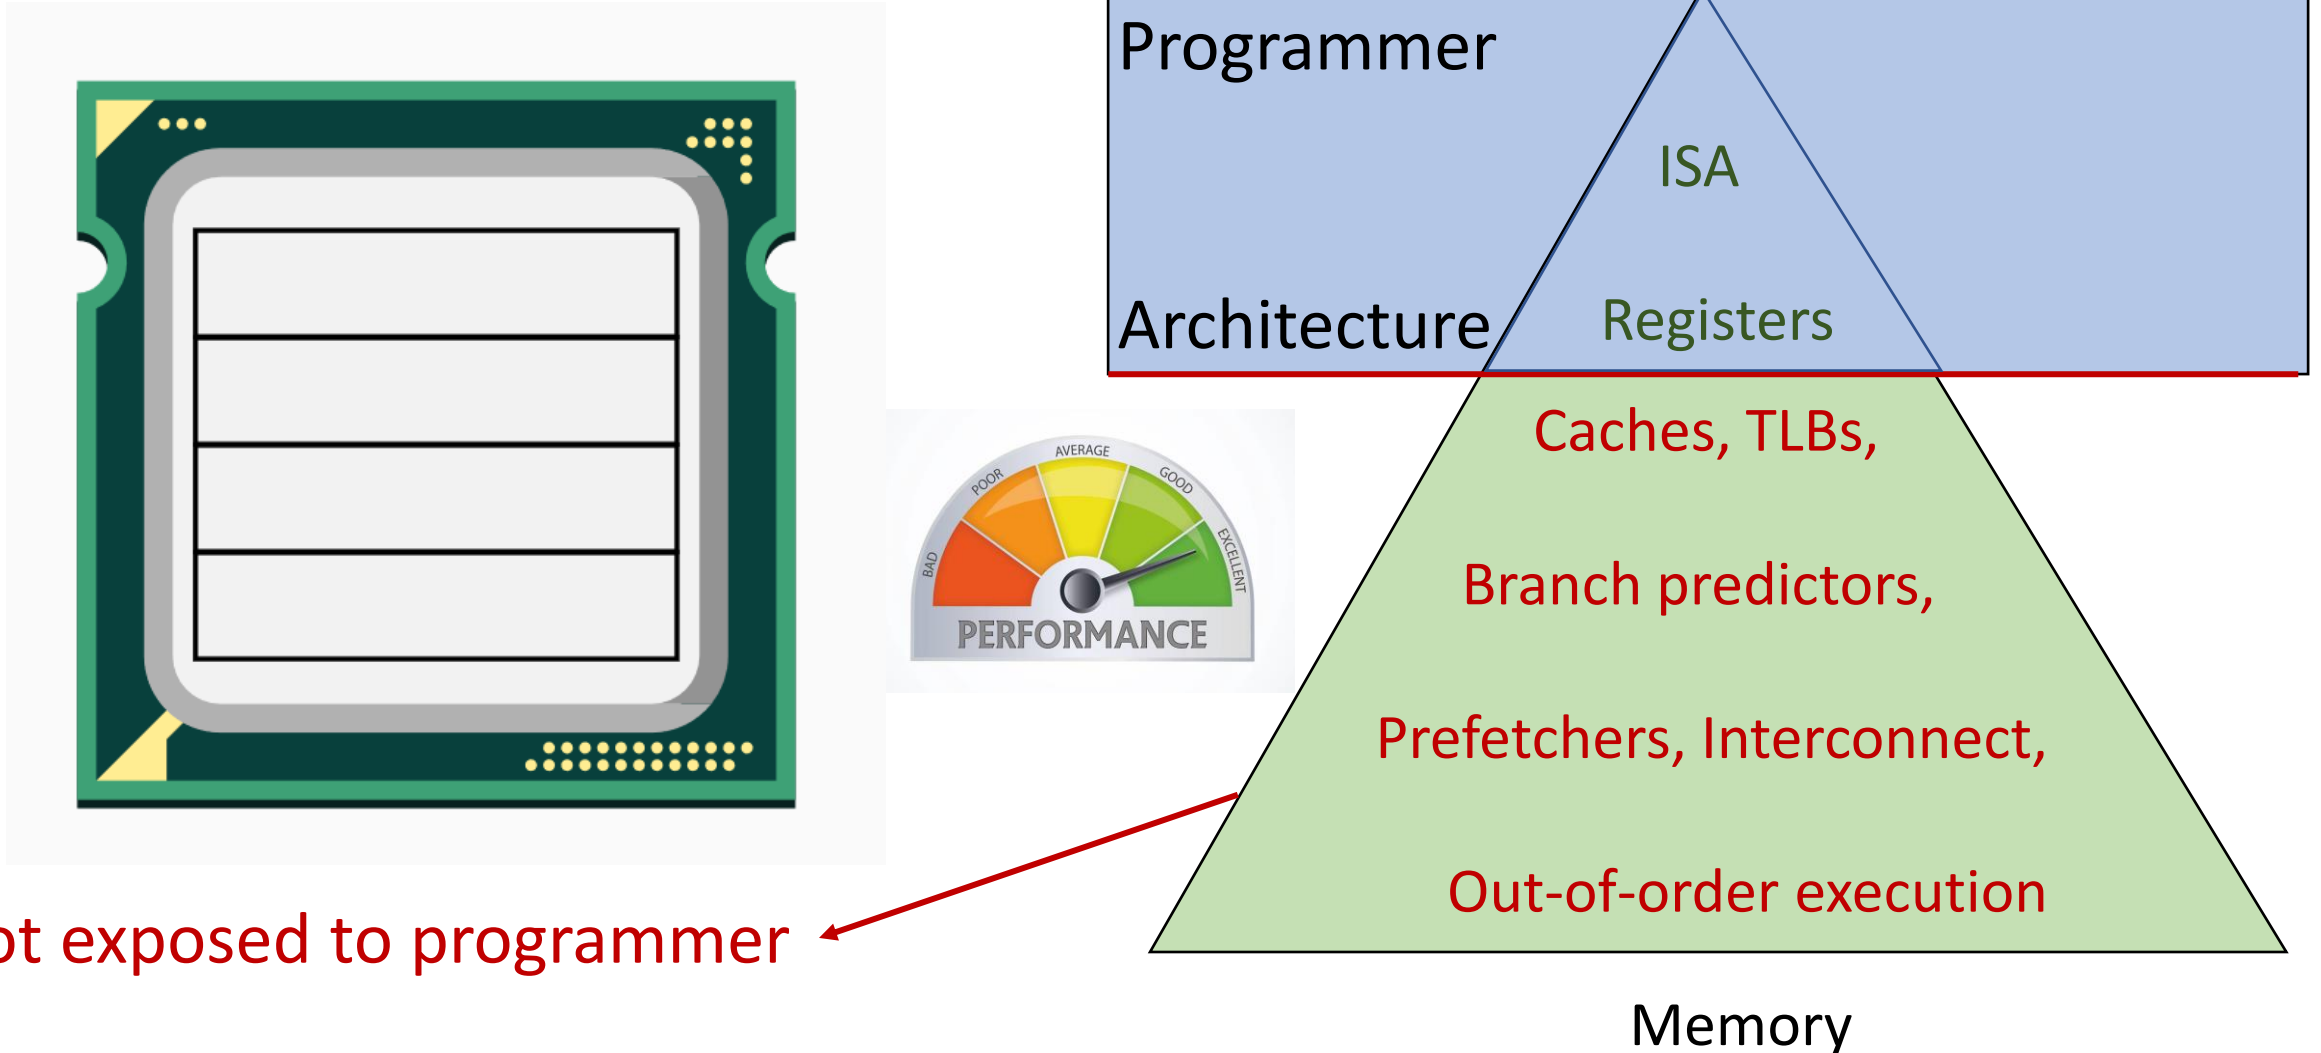 Programmer
ISA
Architecture
Registers
Caches, TLBs,
AVERAGE
POOR
GOOD
BAD
EXCELLENT
PERFORMANCE
Branch predictors,
Prefetchers, Interconnect,
Out-of-order execution
exposed to programmer
Memory